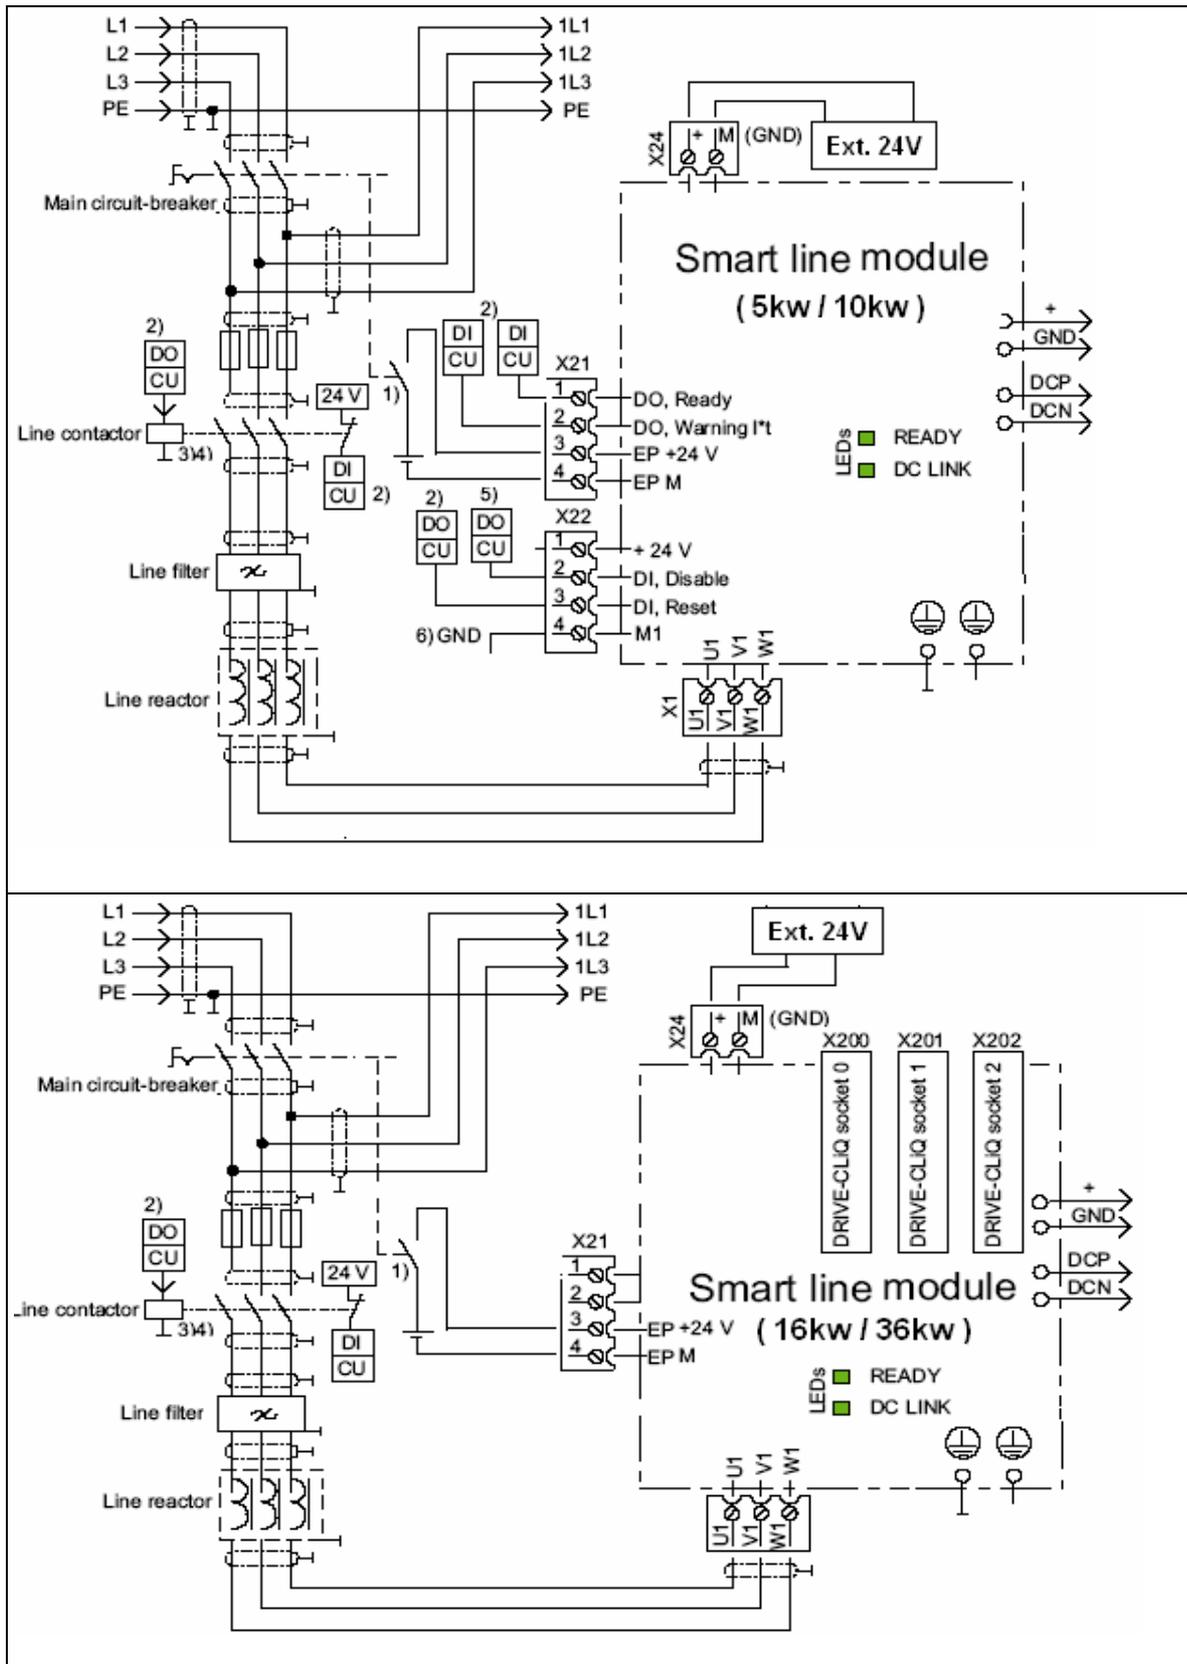 L1
1L1
L2
1L2
L3
1L3
PE
PE
X24
+
M
(GND)
Ext. 24V
Main circuit-breaker
Smart line module
( 5kw / 10kw )
+
GND
DCP
DCN
2)
DO
CU
2)
DI
CU
DI
CU
X21
1)
24 V
1
DO, Ready
2
DO, Warning I*t
3
EP +24 V
4
EP M
LEDs
READY
DC LINK
Line contactor
3)4)
DI
CU
2)
2)
DO
CU
5)
DO
CU
X22
1
+ 24 V
2
DI, Disable
3
DI, Reset
4
M1
6) GND
Line filter
Line reactor
U1
V1
W1
X1
U1
V1
W1
L1
1L1
L2
1L2
L3
1L3
PE
PE
Ext. 24V
X24
+
M
(GND)
X200
X201
X202
DRIVE-CLiQ socket 0
DRIVE-CLiQ socket 1
DRIVE-CLiQ socket 2
Main circuit-breaker
+
GND
DCP
DCN
2)
DO
CU
24 V
1)
X21
1
2
3
EP +24 V
4
EP M
Smart line module
( 16kw / 36kw )
Line contactor
3)4)
DI
CU
LEDs
READY
DC LINK
Line filter
Line reactor
U1
V1
W1
U1
V1
W1